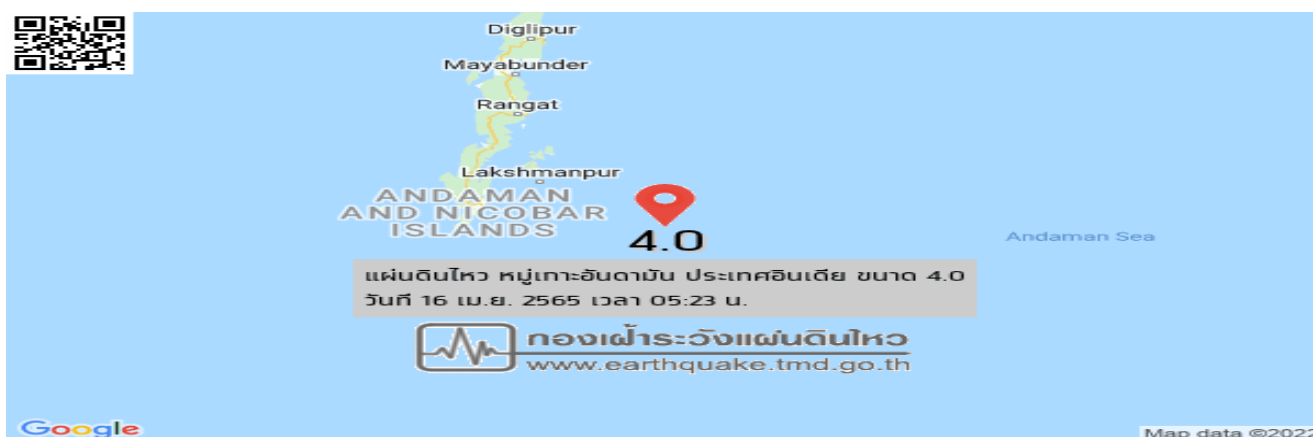 Diglipur
Mayabunder
Rangat
Lakshmanpur
ANDAMAN
AND NICOBAR
ISLANDS
4.0
Andaman Sea
แผ่นดินไหว หมู่เกาะอันดามัน ประเทศอินเดีย ขนาด 4.0
วันที่ 16 เม.ย. 2565 เวลา 05:23 น.
กองเฝ้าระวังแผ่นดินไหว
www.earthquake.tmd.go.th
Google
Map data ©2022